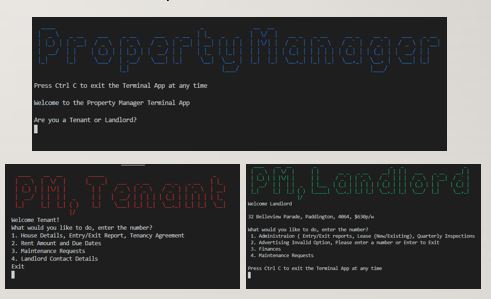 PropertyManager
Press Ctrl C to exit the Terminal App at any time
Welcome to the Property Manager Terminal App
Are you a Tenant or Landlord?
PM. Tenant
Welcome Tenant!
What would you like to do, enter the number?
1. House Details, Entry/Exit Report, Tenancy Agreement
2. Rent Amount and Due Dates
3. Maintenance Requests
4. Landlord Contact Details
Exit
PM. Landlord
Welcome Landlord
32 Belleview Parade, Paddington, 4064, $630p/w
What would you like to do, enter the number?
1. Administraion ( Entry/Exit reports, Lease (New/Existing), Quarterly Inspections
2. Advertising Invalid Option, Please enter a number or Enter to Exit
3. Finances
4. Maintenance Requests
Press Ctrl C to exit the Terminal App at any time